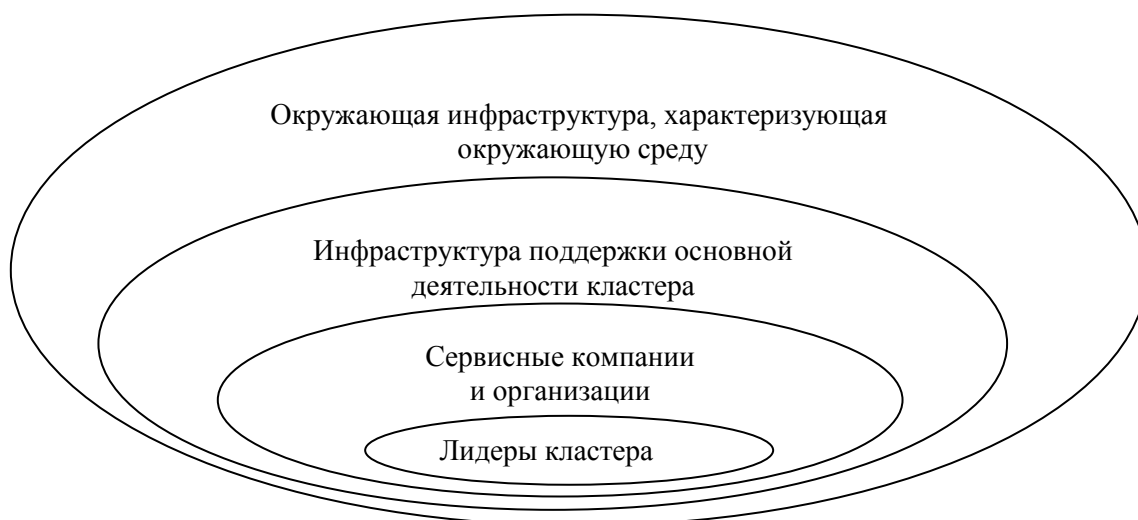 Окружающая инфраструктура, характеризующая
окружающую среду
Инфраструктура поддержки основной
деятельности кластера
Сервисные компании
и организации
Лидеры кластера